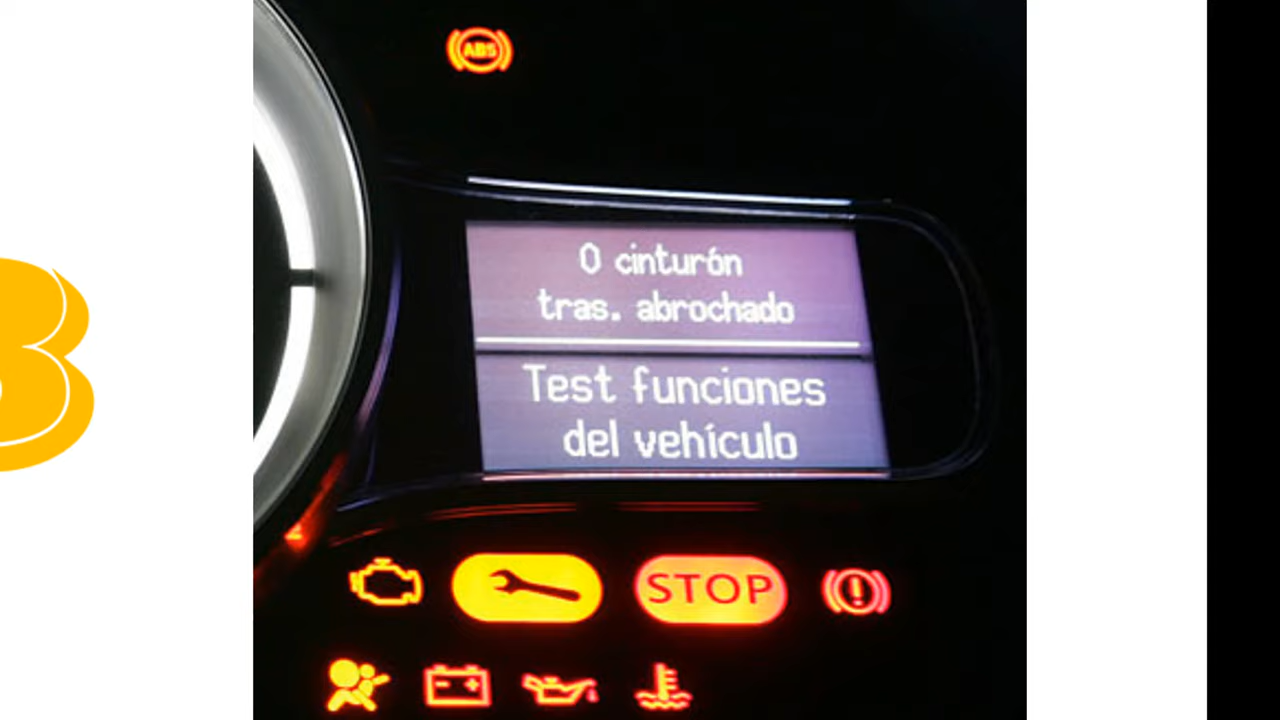 ABS
0 cinturón
tras. abrochado
Test funciones
del vehículo
STOP